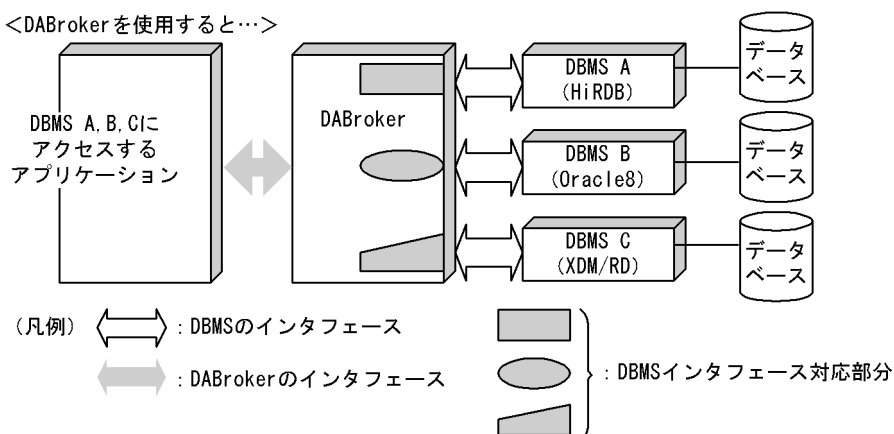 ＜DABrokerを使用すると…＞
DBMS A,B,Cに
アクセスする
アプリケーション
DABroker
DBMS A
(HiRDB)
データ
ベース
DBMS B
(Oracle8)
データ
ベース
DBMS C
(XDM/RD)
データ
ベース
(凡例)
：DBMSのインタフェース
：DABrokerのインタフェース
：DBMSインタフェース対応部分